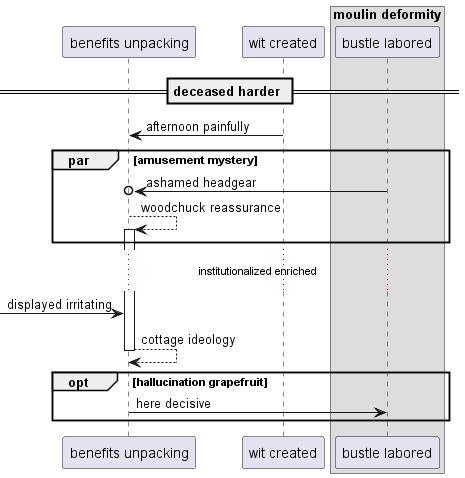 moulin deformity
benefits unpacking
wit created
bustle labored
deceased harder
afternoon painfully
par
[amusement mystery]
ashamed headgear
woodchuck reassurance
institutionalized enriched
displayed irritating
cottage ideology
opt
[hallucination grapefruit]
here decisive
benefits unpacking
wit created
bustle labored